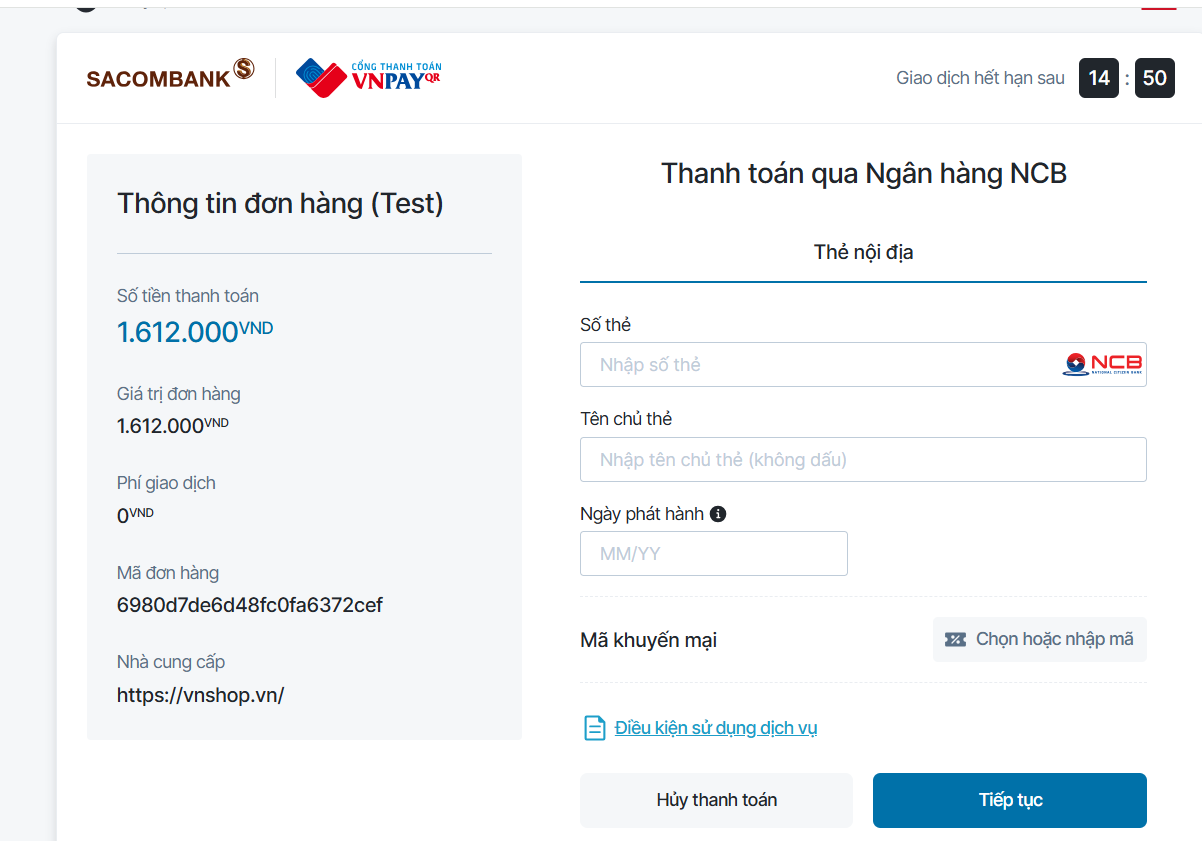 SACOMBANK
CỔNG THANH TOÁN
VNPAYQR
Giao dịch hết hạn sau 14 : 50
Thông tin đơn hàng (Test)
Số tiền thanh toán
1.612.000VND
Giá trị đơn hàng
1.612.000VND
Phí giao dịch
0VND
Mã đơn hàng
6980d7de6d48fc0fa6372cef
Nhà cung cấp
https://vnshop.vn/
Thanh toán qua Ngân hàng NCB
Thẻ nội địa
Số thẻ
Nhập số thẻ
NCB
NATIONAL CITIZEN BANK
Tên chủ thẻ
Nhập tên chủ thẻ (không dấu)
Ngày phát hành
MM/YY
Mã khuyến mại
Chọn hoặc nhập mã
Điều kiện sử dụng dịch vụ
Hủy thanh toán
Tiếp tục